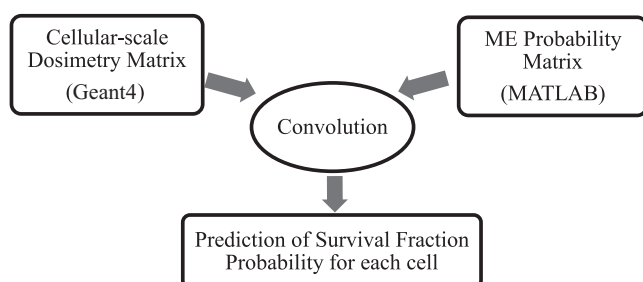 Cellular-scale
Dosimetry Matrix
(Geant4)
ME Probability
Matrix
(MATLAB)
Convolution
Prediction of Survival Fraction
Probability for each cell